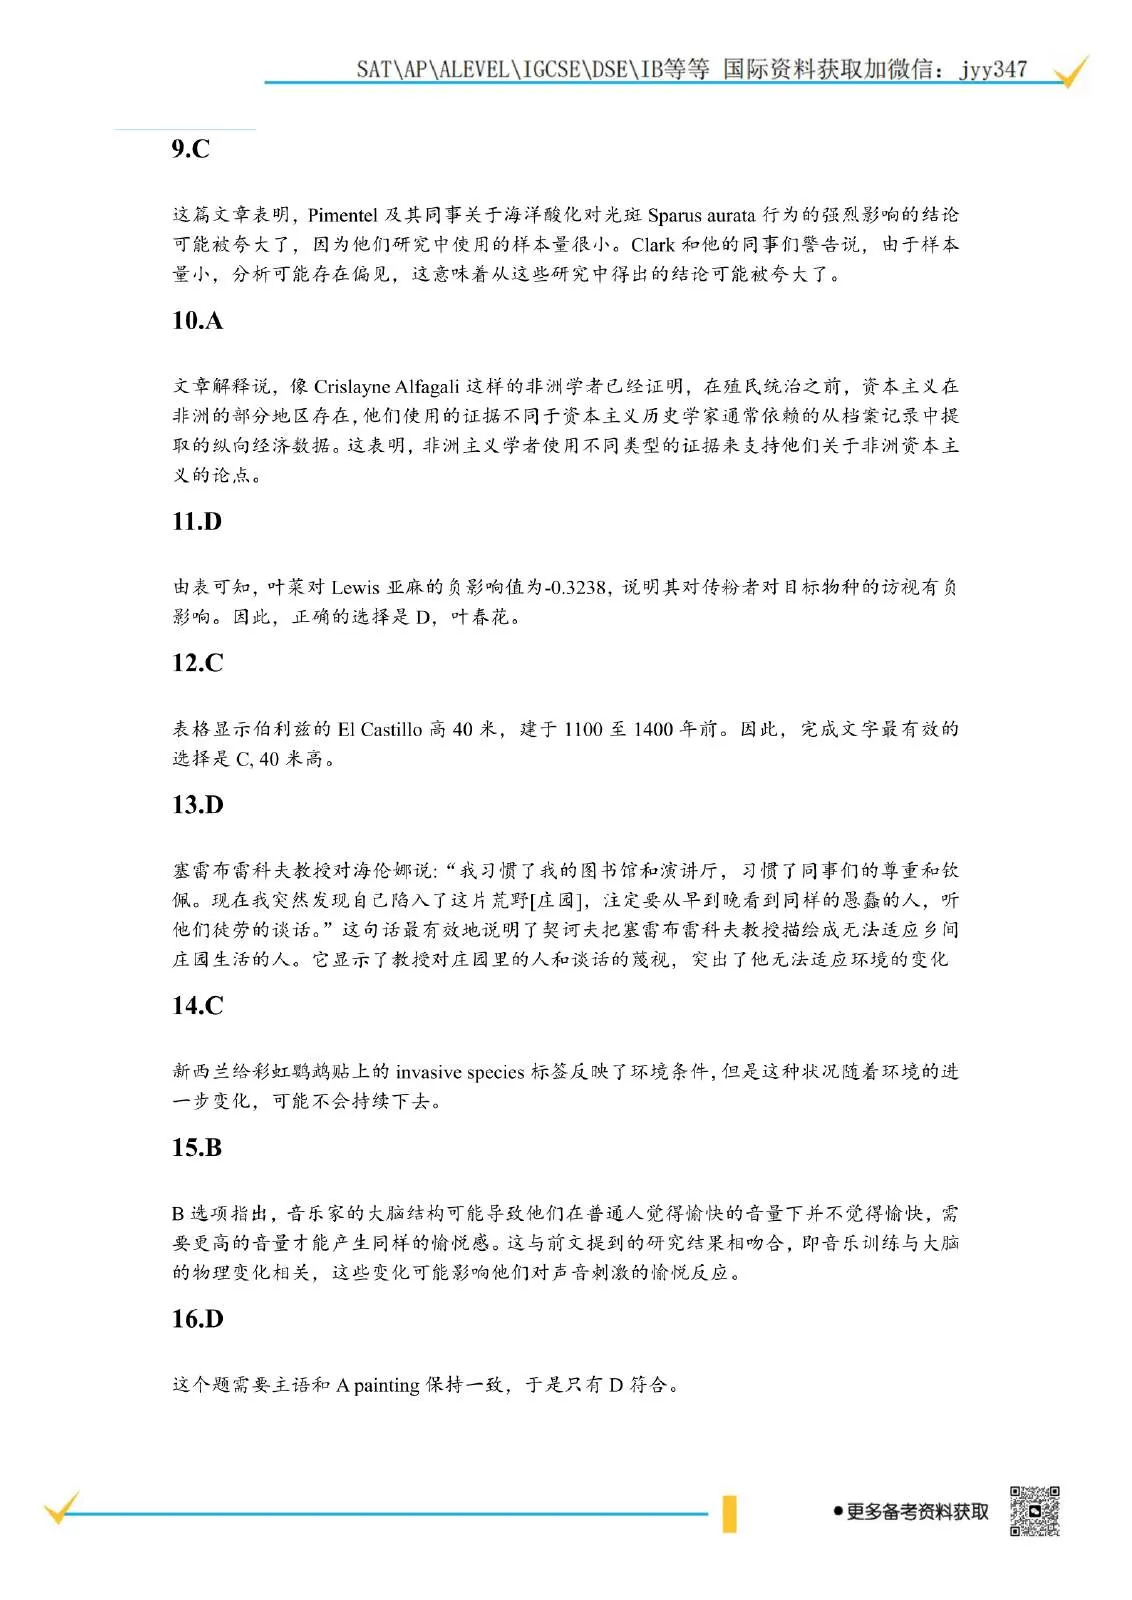 SAT\AP\ALEVEL\IGCSE\DSE\IB等等 国际资料获取加微信：jyy347
9.C
这篇文章表明，Pimentel 及其同事关于海洋酸化对光斑 Sparus aurata 行为的强烈影响的结论
可能被夸大了，因为他们研究中使用的样本量很小。Clark 和他的同事们警告说，由于样本
量小，分析可能存在偏见，这意味着从这些研究中得出的结论可能被夸大了。
10.A
文章解释说，像 Crislayne Alfagali 这样的非洲学者已经证明，在殖民统治之前，资本主义在
非洲的部分地区存在，他们使用的证据不同于资本主义历史学家通常依赖的从档案记录中提
取的纵向经济数据。这表明，非洲主义学者使用不同类型的证据来支持他们关于非洲资本主
义的论点。
11.D
由表可知，叶菜对 Lewis 亚麻的负影响值为-0.3238，说明其对传粉者对目标物种的访视有负
影响。因此，正确的选择是 D，叶春花。
12.C
表格显示伯利兹的 El Castillo 高 40 米，建于 1100 至 1400 年前。因此，完成文字最有效的
选择是 C, 40 米高。
13.D
塞雷布雷科夫教授对海伦娜说:“我习惯了我的图书馆和演讲厅，习惯了同事们的尊重和钦
佩。现在我突然发现自己陷入了这片荒野[庄园]，注定要从早到晚看到同样的愚蠢的人，听
他们徒劳的谈话。”这句话最有效地说明了契诃夫把塞雷布雷科夫教授描绘成无法适应乡间
庄园生活的人。它显示了教授对庄园里的人和谈话的蔑视，突出了他无法适应环境的变化
14.C
新西兰给彩虹鹦鹉贴上的 invasive species 标签反映了环境条件，但是这种状况随着环境的进
一步变化，可能不会持续下去。
15.B
B 选项指出，音乐家的大脑结构可能导致他们在普通人觉得愉快的音量下并不觉得愉快，需
要更高的音量才能产生同样的愉悦感。这与前文提到的研究结果相吻合，即音乐训练与大脑
的物理变化相关，这些变化可能影响他们对声音刺激的愉悦反应。
16.D
这个题需要主语和 A painting 保持一致，于是只有 D 符合。
●更多备考资料获取